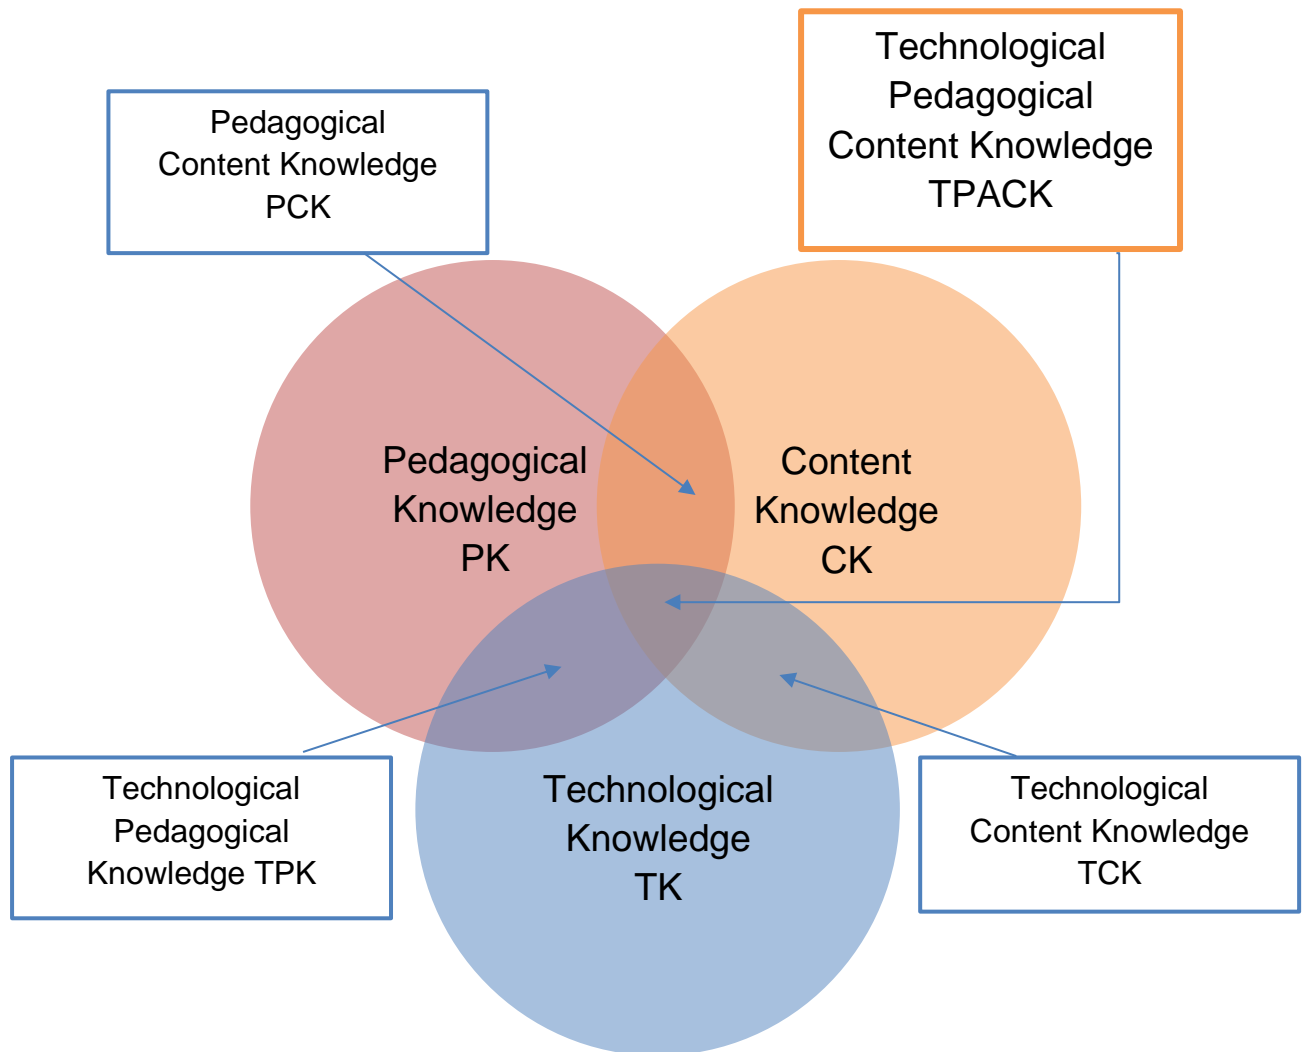 Technological
Pedagogical
Content Knowledge
TPACK
Pedagogical
Content Knowledge
PCK
Pedagogical
Knowledge
PK
Content
Knowledge
CK
Technological
Pedagogical
Knowledge TPK
Technological
Knowledge
TK
Technological
Content Knowledge
TCK